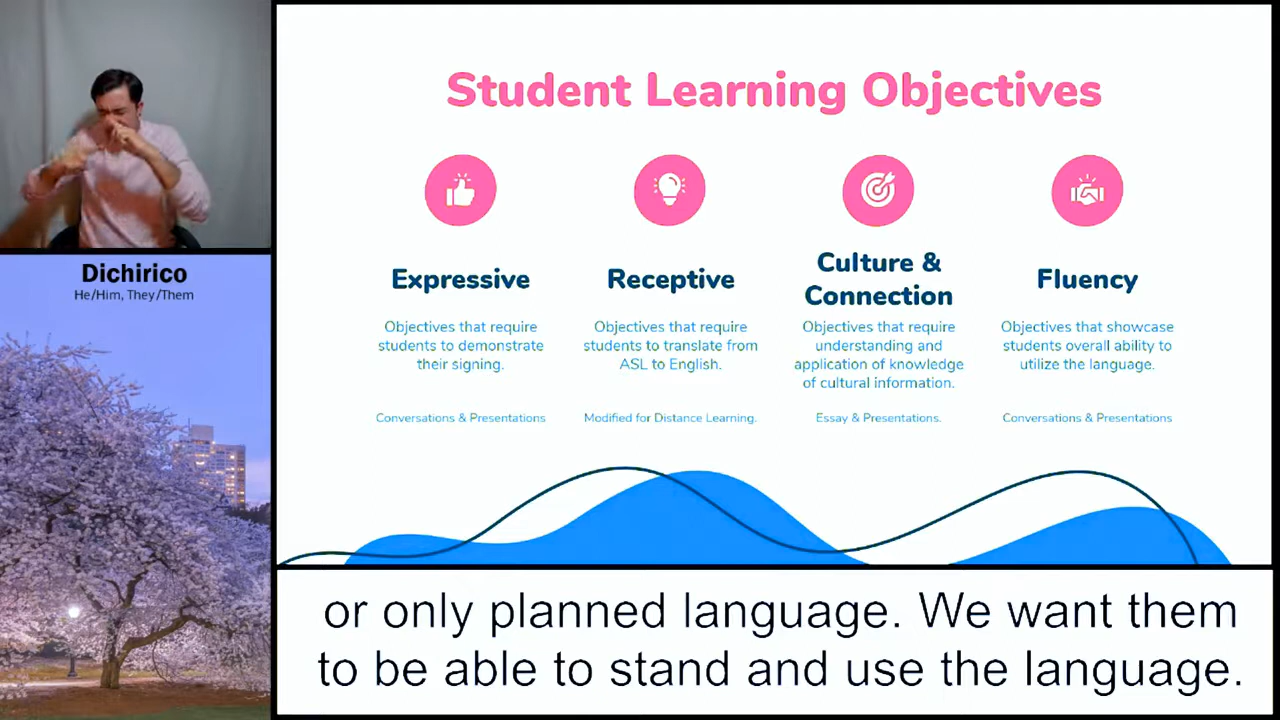 Dichirico
He/Him, They/Them
Student Learning Objectives
Expressive
Objectives that require
students to demonstrate
their signing.
Conversations & Presentations
Receptive
Objectives that require
students to translate from
ASL to English.
Modified for Distance Learning.
Culture &
Connection
Objectives that require
understanding and
application of knowledge
of cultural information.
Essay & Presentations.
Fluency
Objectives that showcase
students overall ability to
utilize the language.
Conversations & Presentations
or only planned language. We want them
to be able to stand and use the language.